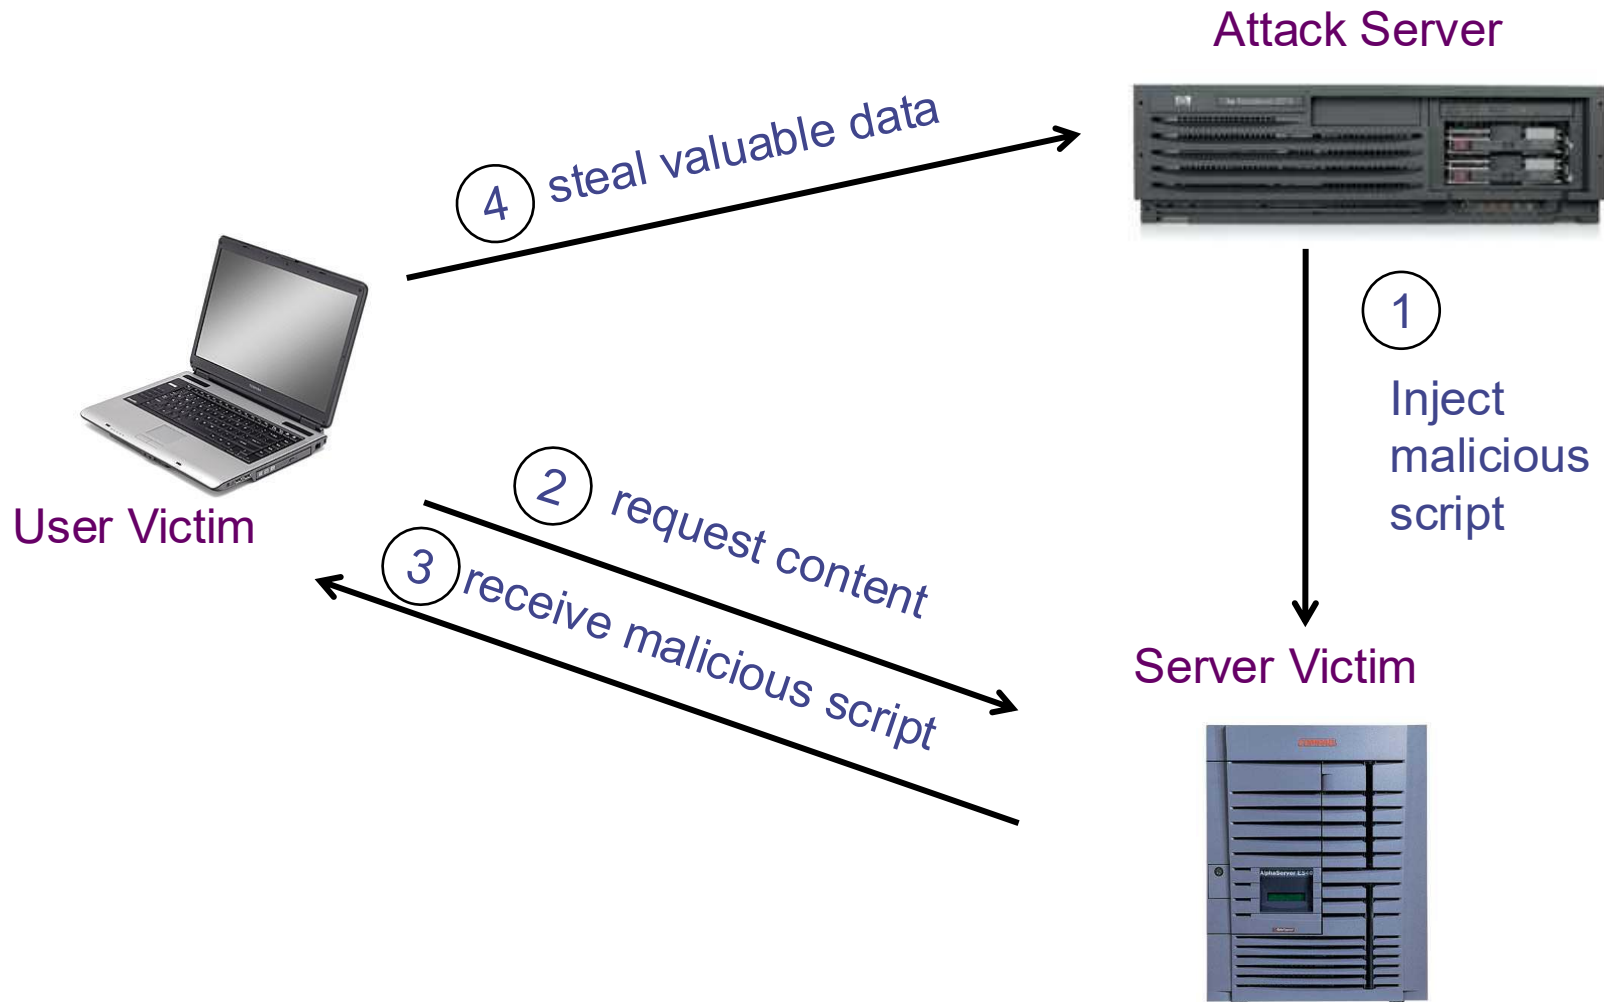 Attack Server
4 steal valuable data
1
Inject
malicious
script
User Victim
2 request content
3 receive malicious script
Server Victim